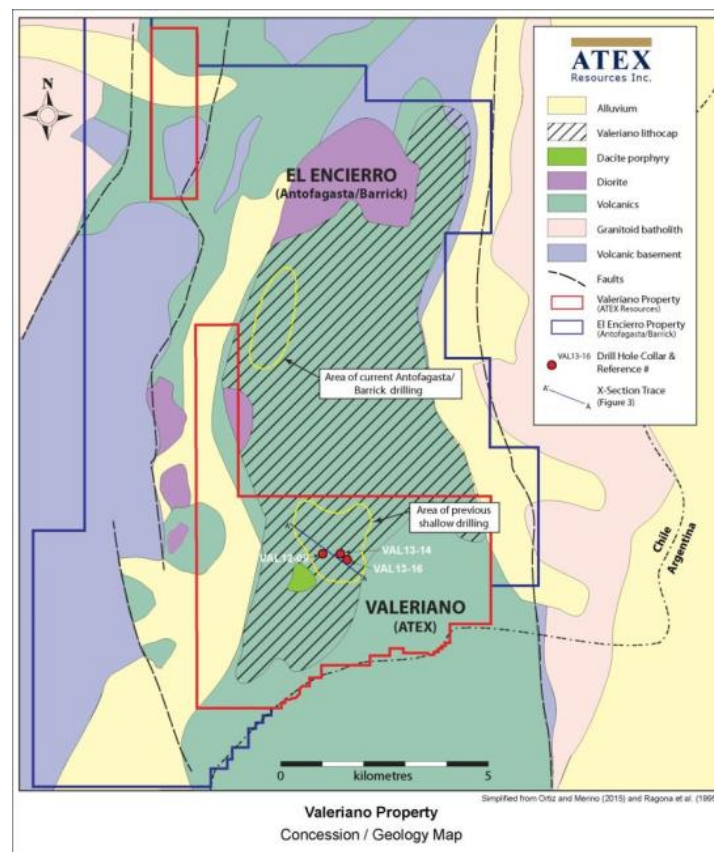 N
ATEX
Resources Inc.
Alluvium
Valeriano lithocap
Dacite porphyry
Diorite
Volcanics
Granitoid batholith
Volcanic basement
Faults
Valeriano Property
(ATEX Resources)
El Encierro Property
(Antofagasta/Barrick)
VAL13-16
Drill Hole Collar &
Reference #
X-Section Trace
(Figure 3)
EL ENCIERRO
(Antofagasta/Barrick)
Area of current Antofagasta/
Barrick drilling
Area of previous
shallow drilling
VAL13-14
VAL13-16
VALERIANO
(ATEX)
Chile
Argentina
0
5
kilometres
Simplified from Ortiz and Merino (2015) and Ragona et al. (1995
Valeriano Property
Concession / Geology Map